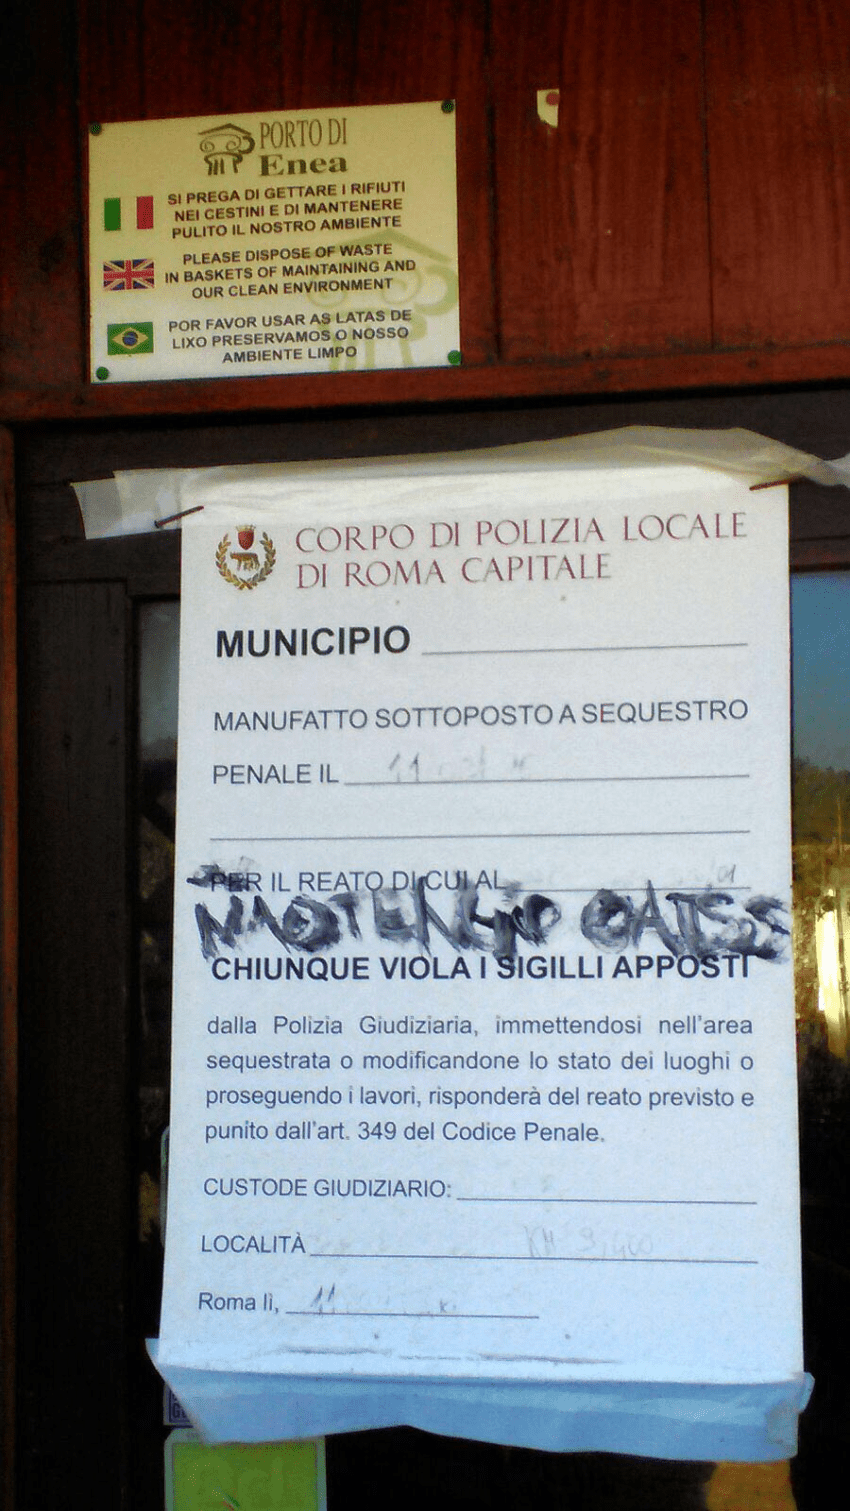 PORTO DI
Enea
SI PREGA DI GETTARE I RIFIUTI
NEI CESTINI E DI MANTENERE
PULITO IL NOSTRO AMBIENTE
PLEASE DISPOSE OF WASTE
IN BASKETS OF MAINTAINING AND
OUR CLEAN ENVIRONMENT
POR FAVOR USAR AS LATAS DE
LIXO PRESERVAMOS O NOSSO
AMBIENTE LIMPO
CORPO DI POLIZIA LOCALE
DI ROMA CAPITALE
MUNICIPIO
MANUFATTO SOTTOPOSTO A SEQUESTRO
PENALE IL 11
PER IL REATO DI CUI AL
CHIUNQUE VIOLA I SIGILLI APPOSTI
dalla Polizia Giudiziaria, immettendosi nell'area
sequestrata o modificandone lo stato dei luoghi o
proseguendo i lavori, risponderà del reato previsto e
punito dall'art. 349 del Codice Penale.
CUSTODE GIUDIZIARIO:
LOCALITÀ KM
Roma lì, 11